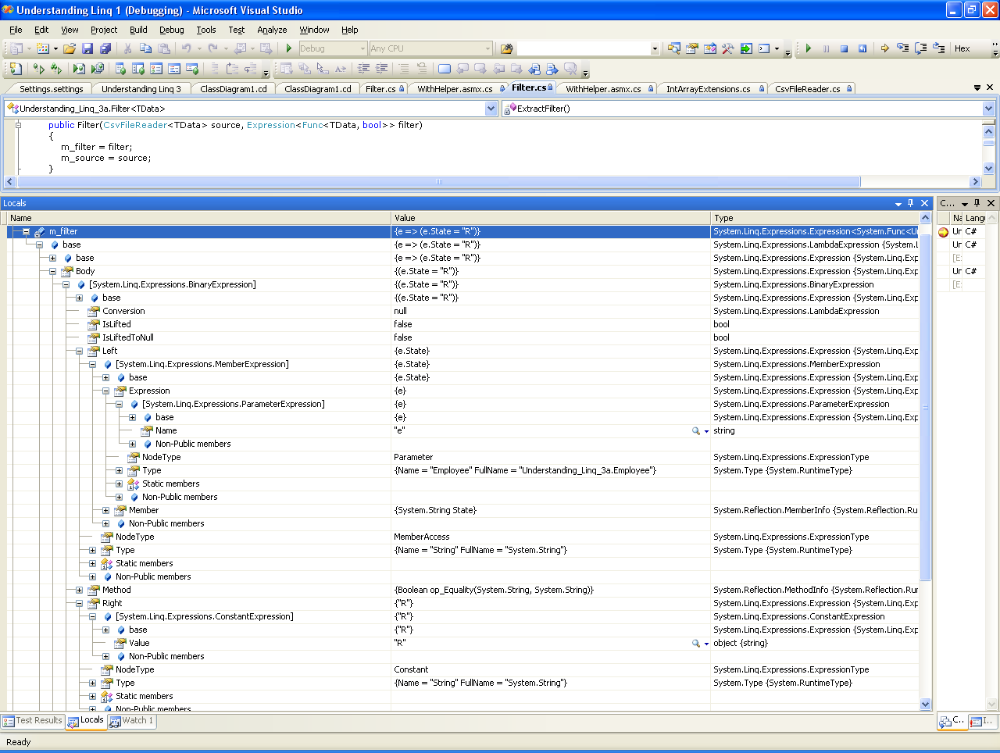 Understanding Linq 1 (Debugging) - Microsoft Visual Studio
File Edit View Project Build Debug Tools Test Analyze Window Help
Debug Any CPU Hex
Settings.settings Understanding Linq 3 ClassDiagram1.cd ClassDiagram1.cd Filter.cs WithHelper.asmx.cs Filter.cs WithHelper.asmx.cs IntArrayExtensions.cs CsvFileReader.cs
Understanding_Linq_3a.Filter<TData> ExtractFilter()
public Filter(CsvFileReader<TData> source, Expression<Func<TData, bool>> filter)
{
m_filter = filter;
m_source = source;
}
Locals C...
Name Value Type Na Langu
m_filter {e => (e.State = "R")} System.Linq.Expressions.Expression<System.Func<Un Un C#
base {e => (e.State = "R")} System.Linq.Expressions.LambdaExpression {System.L Un C#
base {e => (e.State = "R")} System.Linq.Expressions.Expression {System.Linq.Exp [E:
Body {(e.State = "R")} System.Linq.Expressions.Expression {System.Linq.Exp Un C#
[System.Linq.Expressions.BinaryExpression] {(e.State = "R")} System.Linq.Expressions.BinaryExpression [E:
base {(e.State = "R")} System.Linq.Expressions.Expression {System.Linq.Exp
Conversion null System.Linq.Expressions.LambdaExpression
IsLifted false bool
IsLiftedToNull false bool
Left {e.State} System.Linq.Expressions.Expression {System.Linq.Exp
[System.Linq.Expressions.MemberExpression] {e.State} System.Linq.Expressions.MemberExpression
base {e.State} System.Linq.Expressions.Expression {System.Linq.Exp
Expression {e} System.Linq.Expressions.Expression {System.Linq.Exp
[System.Linq.Expressions.ParameterExpression] {e} System.Linq.Expressions.ParameterExpression
base {e} System.Linq.Expressions.Expression {System.Linq.Exp
Name "e" string
Non-Public members
NodeType Parameter System.Linq.Expressions.ExpressionType
Type {Name = "Employee" FullName = "Understanding_Linq_3a.Employee"} System.Type {System.RuntimeType}
Static members
Non-Public members
Member {System.String State} System.Reflection.MemberInfo {System.Reflection.Ru
Non-Public members
NodeType MemberAccess System.Linq.Expressions.ExpressionType
Type {Name = "String" FullName = "System.String"} System.Type {System.RuntimeType}
Static members
Non-Public members
Method {Boolean op_Equality(System.String, System.String)} System.Reflection.MethodInfo {System.Reflection.Rur
Right {"R"} System.Linq.Expressions.Expression {System.Linq.Exp
[System.Linq.Expressions.ConstantExpression] {"R"} System.Linq.Expressions.ConstantExpression
base {"R"} System.Linq.Expressions.Expression {System.Linq.Exp
Value "R" object {string}
Non-Public members
NodeType Constant System.Linq.Expressions.ExpressionType
Type {Name = "String" FullName = "System.String"} System.Type {System.RuntimeType}
Static members
Non-Public members
Test Results Locals Watch 1 C... I...
Ready